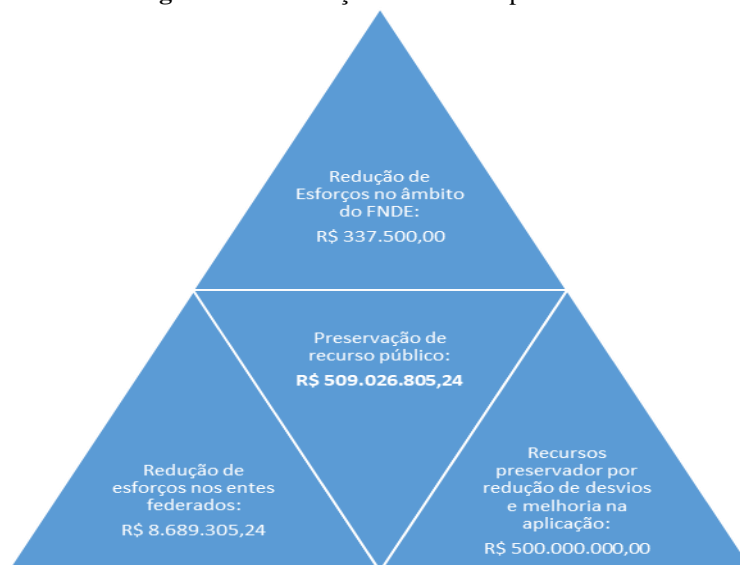 Redução de
Esforços no âmbito
do FNDE:
R$ 337.500,00
Preservação de
recurso público:
R$ 509.026.805,24
Redução de
esforços nos entes
federados:
R$ 8.689.305,24
Recursos
preservador por
redução de desvios
e melhoria na
aplicação:
R$ 500.000.000,00